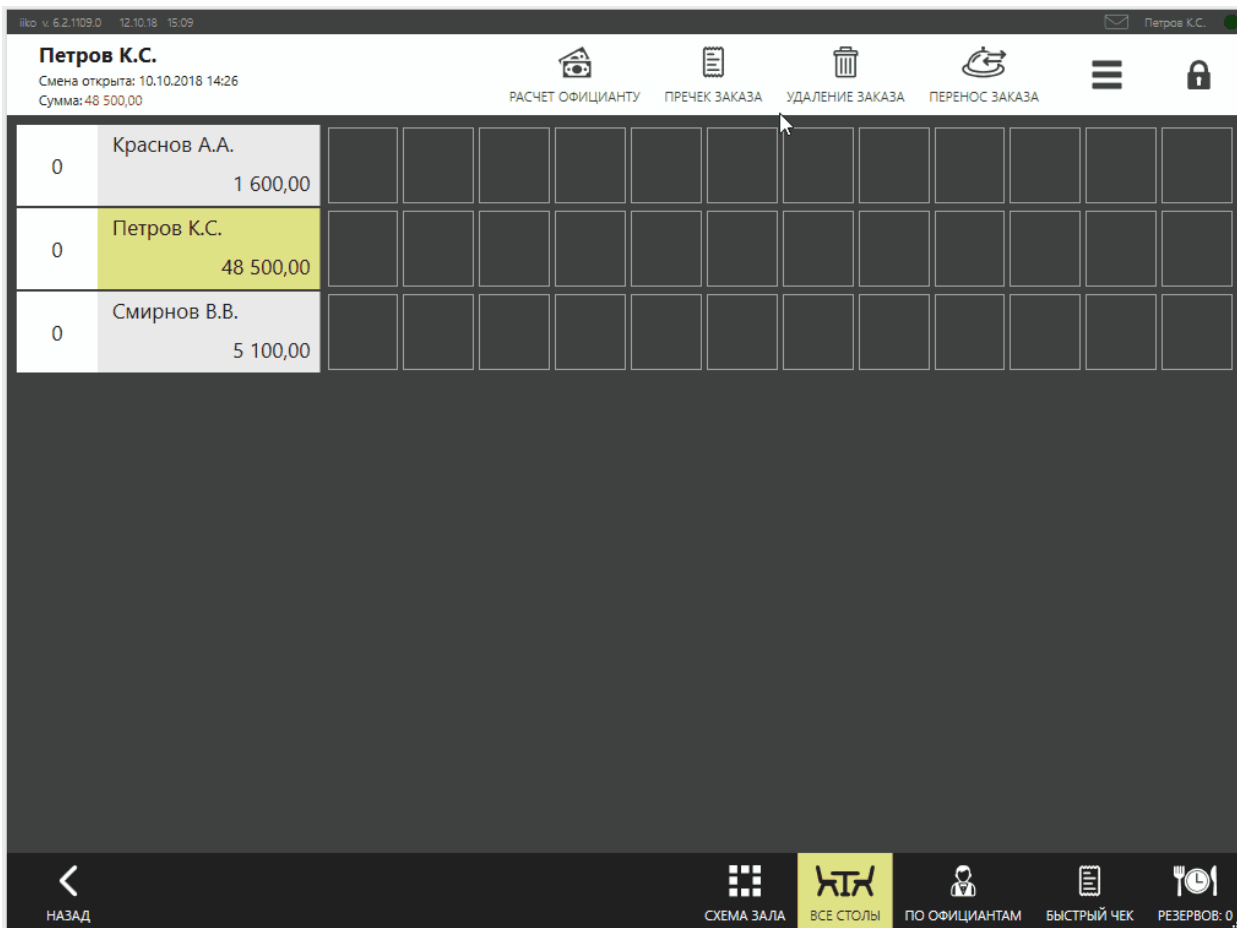 iiko v. 6.2.1109.0 12.10.18 15:09 Петров К.С.
Петров К.С.
Смена открыта: 10.10.2018 14:26
Сумма: 48 500,00
РАСЧЕТ ОФИЦИАНТУ ПРЕЧЕК ЗАКАЗА УДАЛЕНИЕ ЗАКАЗА ПЕРЕНОС ЗАКАЗА
0 Краснов А.А.
1 600,00
0 Петров К.С.
48 500,00
0 Смирнов В.В.
5 100,00
НАЗАД СХЕМА ЗАЛА ВСЕ СТОЛЫ ПО ОФИЦИАНТАМ БЫСТРЫЙ ЧЕК РЕЗЕРВОВ: 0